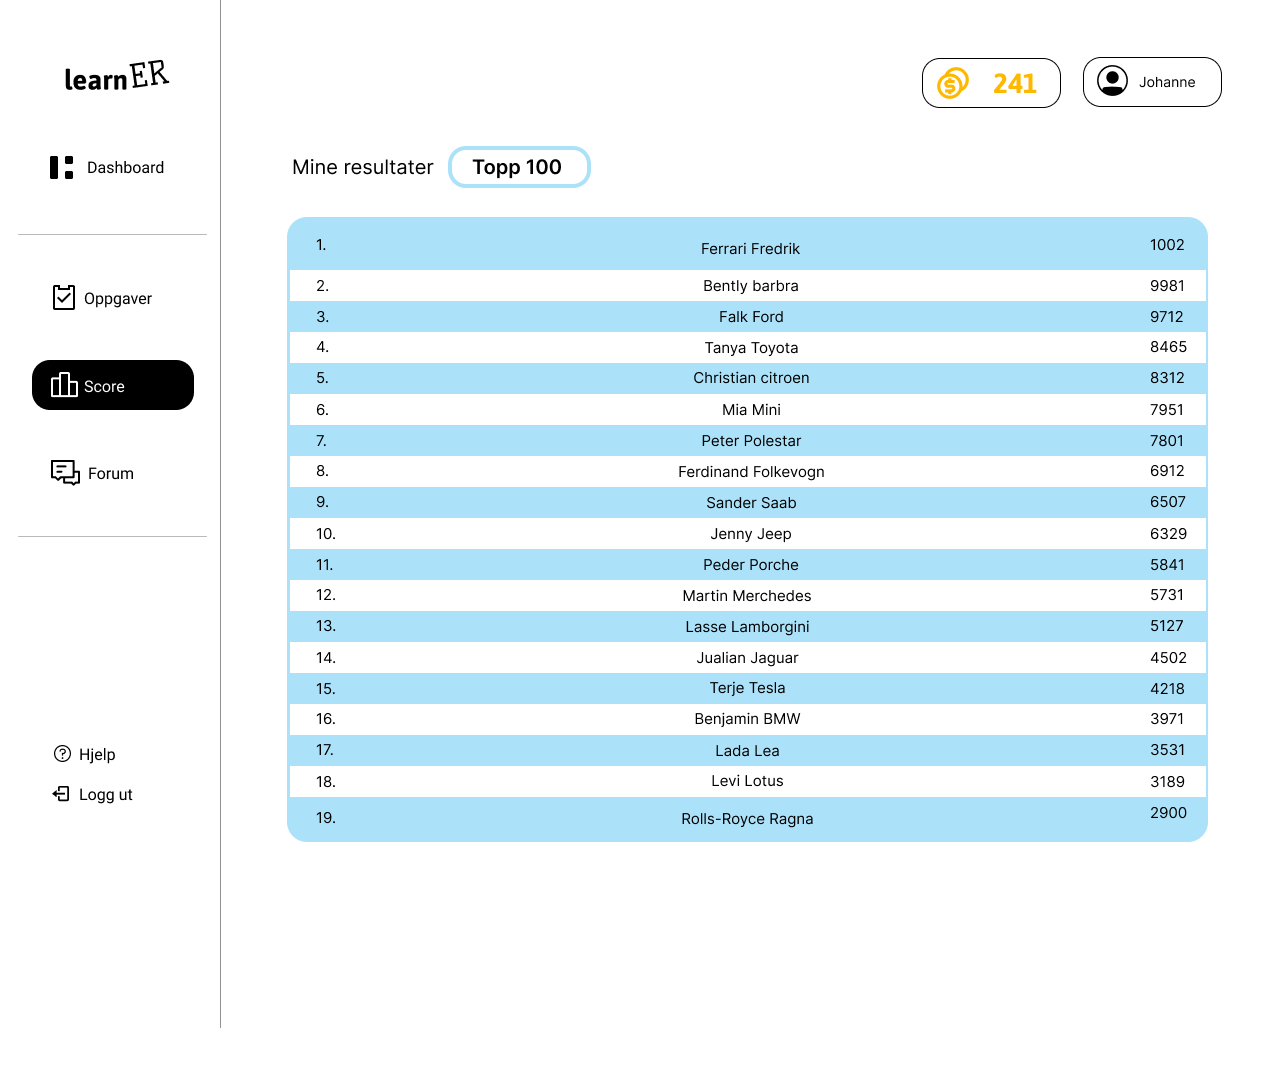 learnER
241
Johanne
Dashboard
Oppgaver
Score
Forum
Hjelp
Logg ut
Mine resultater Topp 100
1. Ferrari Fredrik 1002
2. Bently barbra 9981
3. Falk Ford 9712
4. Tanya Toyota 8465
5. Christian citroen 8312
6. Mia Mini 7951
7. Peter Polestar 7801
8. Ferdinand Folkevogn 6912
9. Sander Saab 6507
10. Jenny Jeep 6329
11. Peder Porche 5841
12. Martin Merchedes 5731
13. Lasse Lamborgini 5127
14. Jualian Jaguar 4502
15. Terje Tesla 4218
16. Benjamin BMW 3971
17. Lada Lea 3531
18. Levi Lotus 3189
19. Rolls-Royce Ragna 2900